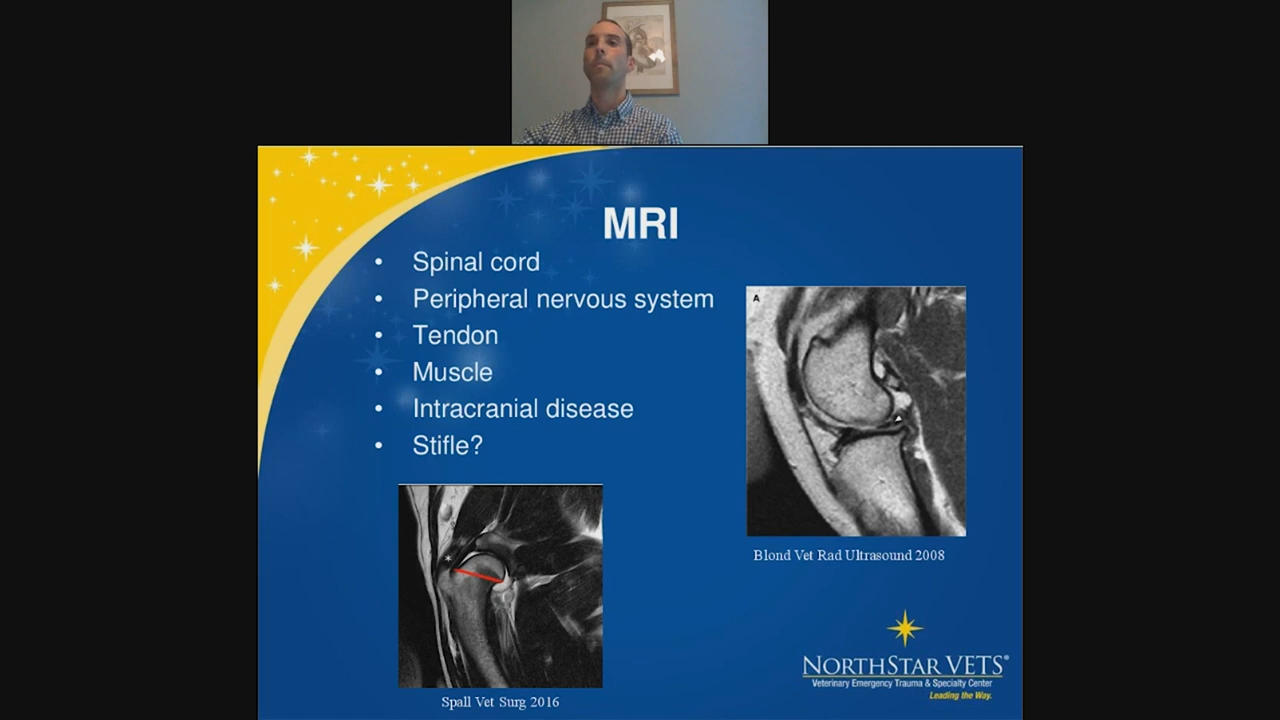 MRI
• Spinal cord
• Peripheral nervous system
• Tendon
• Muscle
• Intracranial disease
• Stifle?
A
Blond Vet Rad Ultrasound 2008
*
Spall Vet Surg 2016
NORTHSTAR VETS®
Veterinary Emergency Trauma & Specialty Center
Leading the Way.